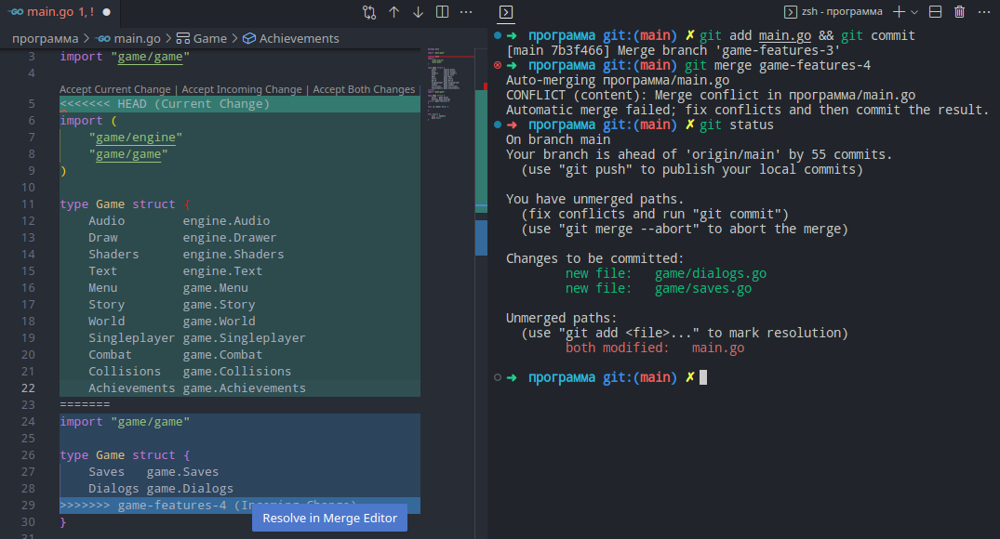 GO main.go 1, ! ●
программа > GO main.go > Game > Achievements
3 import "game/game"
4
Accept Current Change | Accept Incoming Change | Accept Both Changes |
5 <<<<<<< HEAD (Current Change)
6 import (
7 "game/engine"
8 "game/game"
9 )
10
11 type Game struct {
12 Audio engine.Audio
13 Draw engine.Drawer
14 Shaders engine.Shaders
15 Text engine.Text
16 Menu game.Menu
17 Story game.Story
18 World game.World
19 Singleplayer game.Singleplayer
20 Combat game.Combat
21 Collisions game.Collisions
22 Achievements game.Achievements
23 =======
24 import "game/game"
25
26 type Game struct {
27 Saves game.Saves
28 Dialogs game.Dialogs
29 >>>>>>> game-features-4 (Incoming Change)
30 }
31
Resolve in Merge Editor
zsh - программа
➜ программа git:(main) ✗ git add main.go && git commit
[main 7b3f466] Merge branch 'game-features-3'
➜ программа git:(main) git merge game-features-4
Auto-merging программа/main.go
CONFLICT (content): Merge conflict in программа/main.go
Automatic merge failed; fix conflicts and then commit the result.
➜ программа git:(main) ✗ git status
On branch main
Your branch is ahead of 'origin/main' by 55 commits.
(use "git push" to publish your local commits)
You have unmerged paths.
(fix conflicts and run "git commit")
(use "git merge --abort" to abort the merge)
Changes to be committed:
new file: game/dialogs.go
new file: game/saves.go
Unmerged paths:
(use "git add <file>..." to mark resolution)
both modified: main.go
➜ программа git:(main) ✗